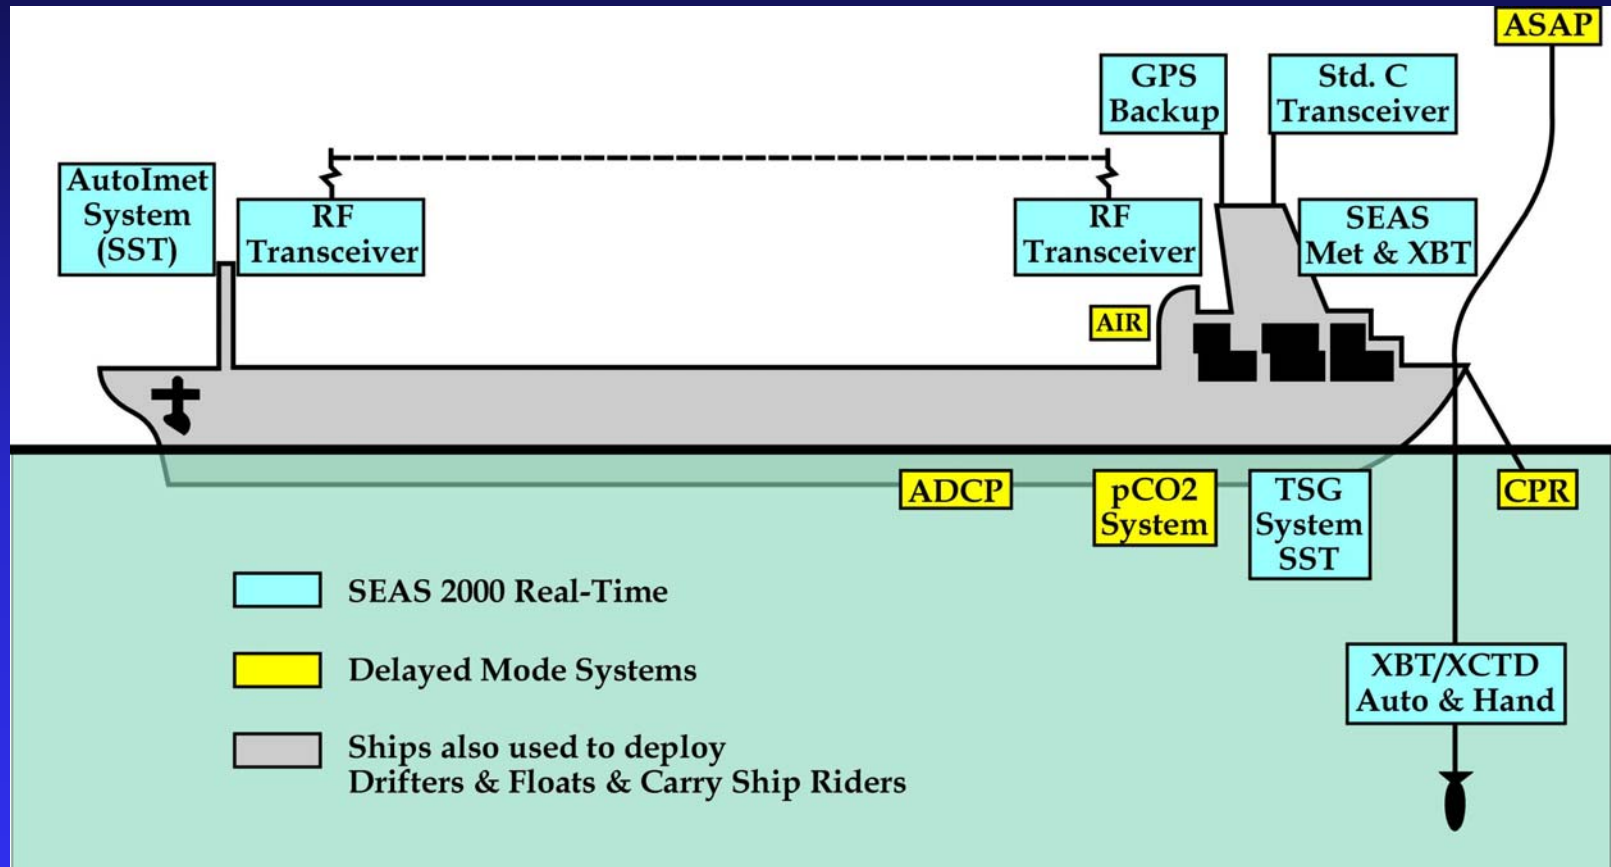 ASAP
GPS
Backup
Std. C
Transceiver
AutoImet
System
(SST)
RF
Transceiver
RF
Transceiver
SEAS
Met & XBT
AIR
ADCP
pCO2
System
TSG
System
SST
CPR
SEAS 2000 Real-Time
Delayed Mode Systems
Ships also used to deploy
Drifters & Floats & Carry Ship Riders
XBT/XCTD
Auto & Hand